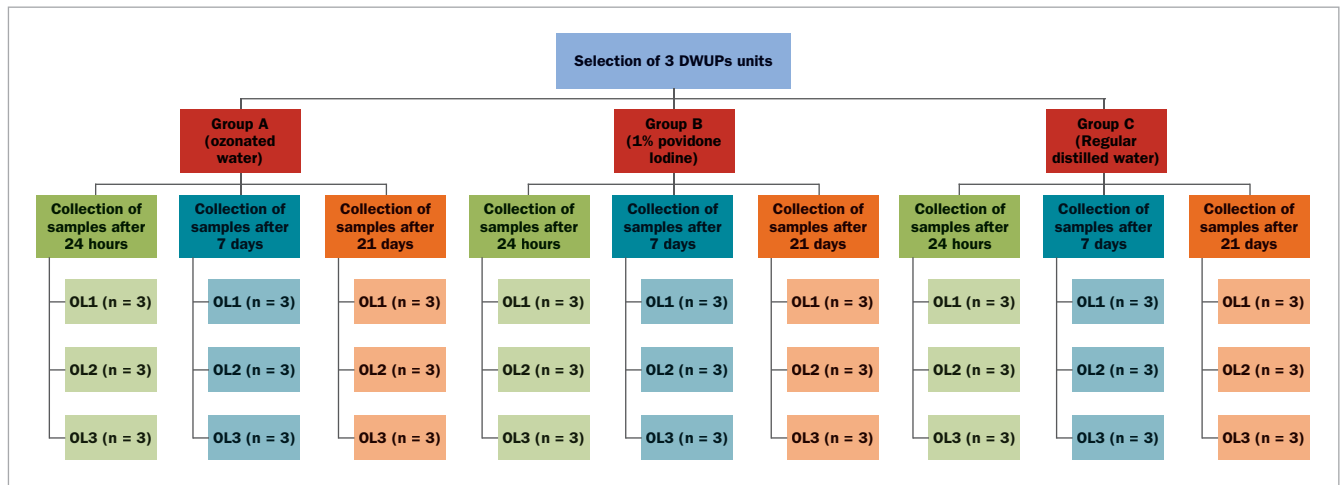 Selection of 3 DWUPs units
Group A
(ozonated
water)
Group B
(1% povidone
Iodine)
Group C
(Regular
distilled water)
Collection of
samples after
24 hours
Collection of
samples after
7 days
Collection of
samples after
21 days
Collection of
samples after
24 hours
Collection of
samples after
7 days
Collection of
samples after
21 days
Collection of
samples after
24 hours
Collection of
samples after
7 days
Collection of
samples after
21 days
OL1 (n = 3)
OL1 (n = 3)
OL1 (n = 3)
OL1 (n = 3)
OL1 (n = 3)
OL1 (n = 3)
OL1 (n = 3)
OL1 (n = 3)
OL1 (n = 3)
OL2 (n = 3)
OL2 (n = 3)
OL2 (n = 3)
OL2 (n = 3)
OL2 (n = 3)
OL2 (n = 3)
OL2 (n = 3)
OL2 (n = 3)
OL2 (n = 3)
OL3 (n = 3)
OL3 (n = 3)
OL3 (n = 3)
OL3 (n = 3)
OL3 (n = 3)
OL3 (n = 3)
OL3 (n = 3)
OL3 (n = 3)
OL3 (n = 3)